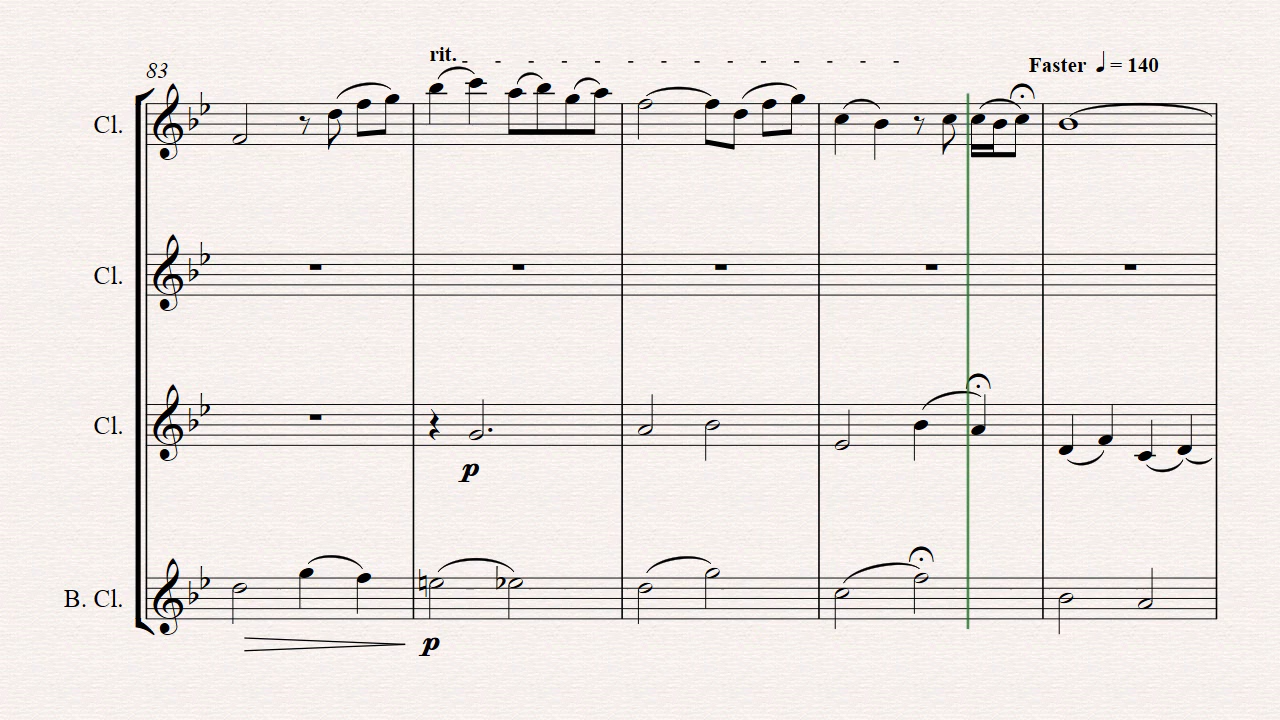 rit.
83
Faster ♩ = 140
Cl.
Cl.
Cl.
p
B. Cl.
p